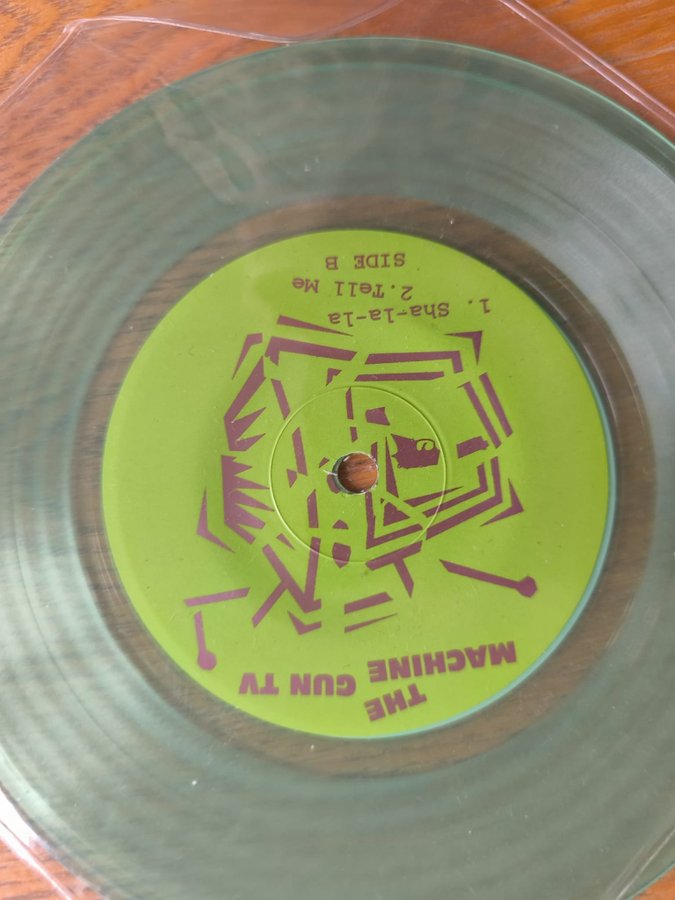 THE
MACHINE GUN TV
1. Sha-la-la
2. Tell Me
SIDE B